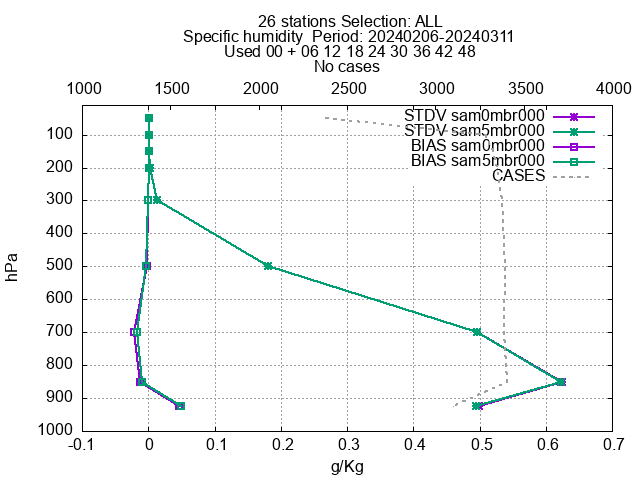 26 stations Selection: ALL
Specific humidity  Period: 20240206-20240311
Used 00 + 06 12 18 24 30 36 42 48
No cases
1000 1500 2000 2500 3000 3500 4000
STDV sam0mbr000
STDV sam5mbr000
BIAS sam0mbr000
BIAS sam5mbr000
CASES
100
200
300
400
500
600
700
800
900
1000
hPa
-0.1 0 0.1 0.2 0.3 0.4 0.5 0.6 0.7
g/Kg